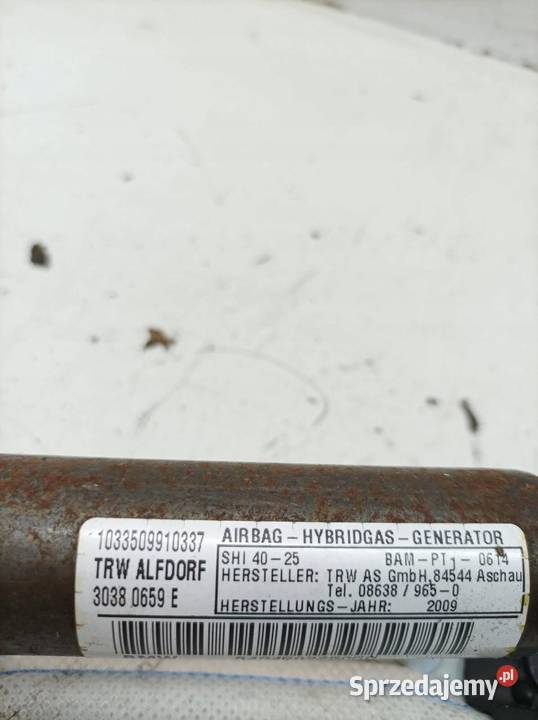 1033509910337
TRW ALFDORF
3038 0659 E
AIRBAG - HYBRIDGAS - GENERATOR
SHI 40-25 BAM-PT1- 0614
HERSTELLER: TRW AS GmbH, 84544 Aschau
Tel. 08638 / 965-0
HERSTELLUNGS-JAHR: 2009
Sprzedajemy.pl